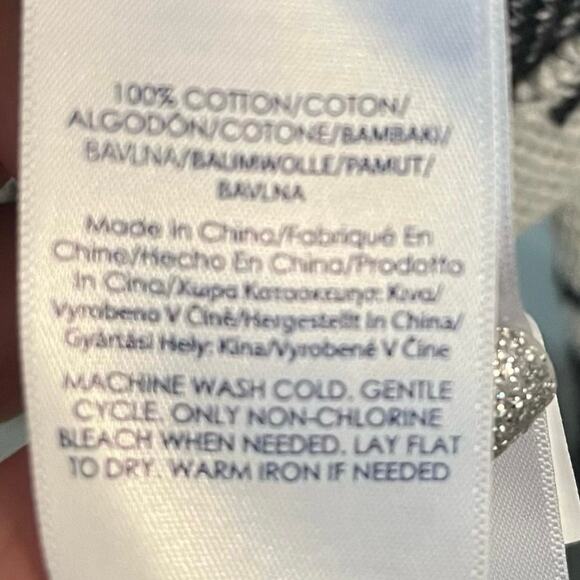 100% COTTON/COTON/
ALGODÓN/COTONE/BAMBAKI/
BAVLNA/BAUMWOLLE/PAMUT/
BAVLNA
Made In China/Fabriqué En
Chine/Hecho En China/Prodotto
In Cina/Χωρα Κατασκευησ: Κινα/
Vyrobeno V Číně/Hergestellt In China/
Gyártási Hely: Kína/Vyrobené V Číne
MACHINE WASH COLD. GENTLE
CYCLE. ONLY NON-CHLORINE
BLEACH WHEN NEEDED. LAY FLAT
TO DRY. WARM IRON IF NEEDED